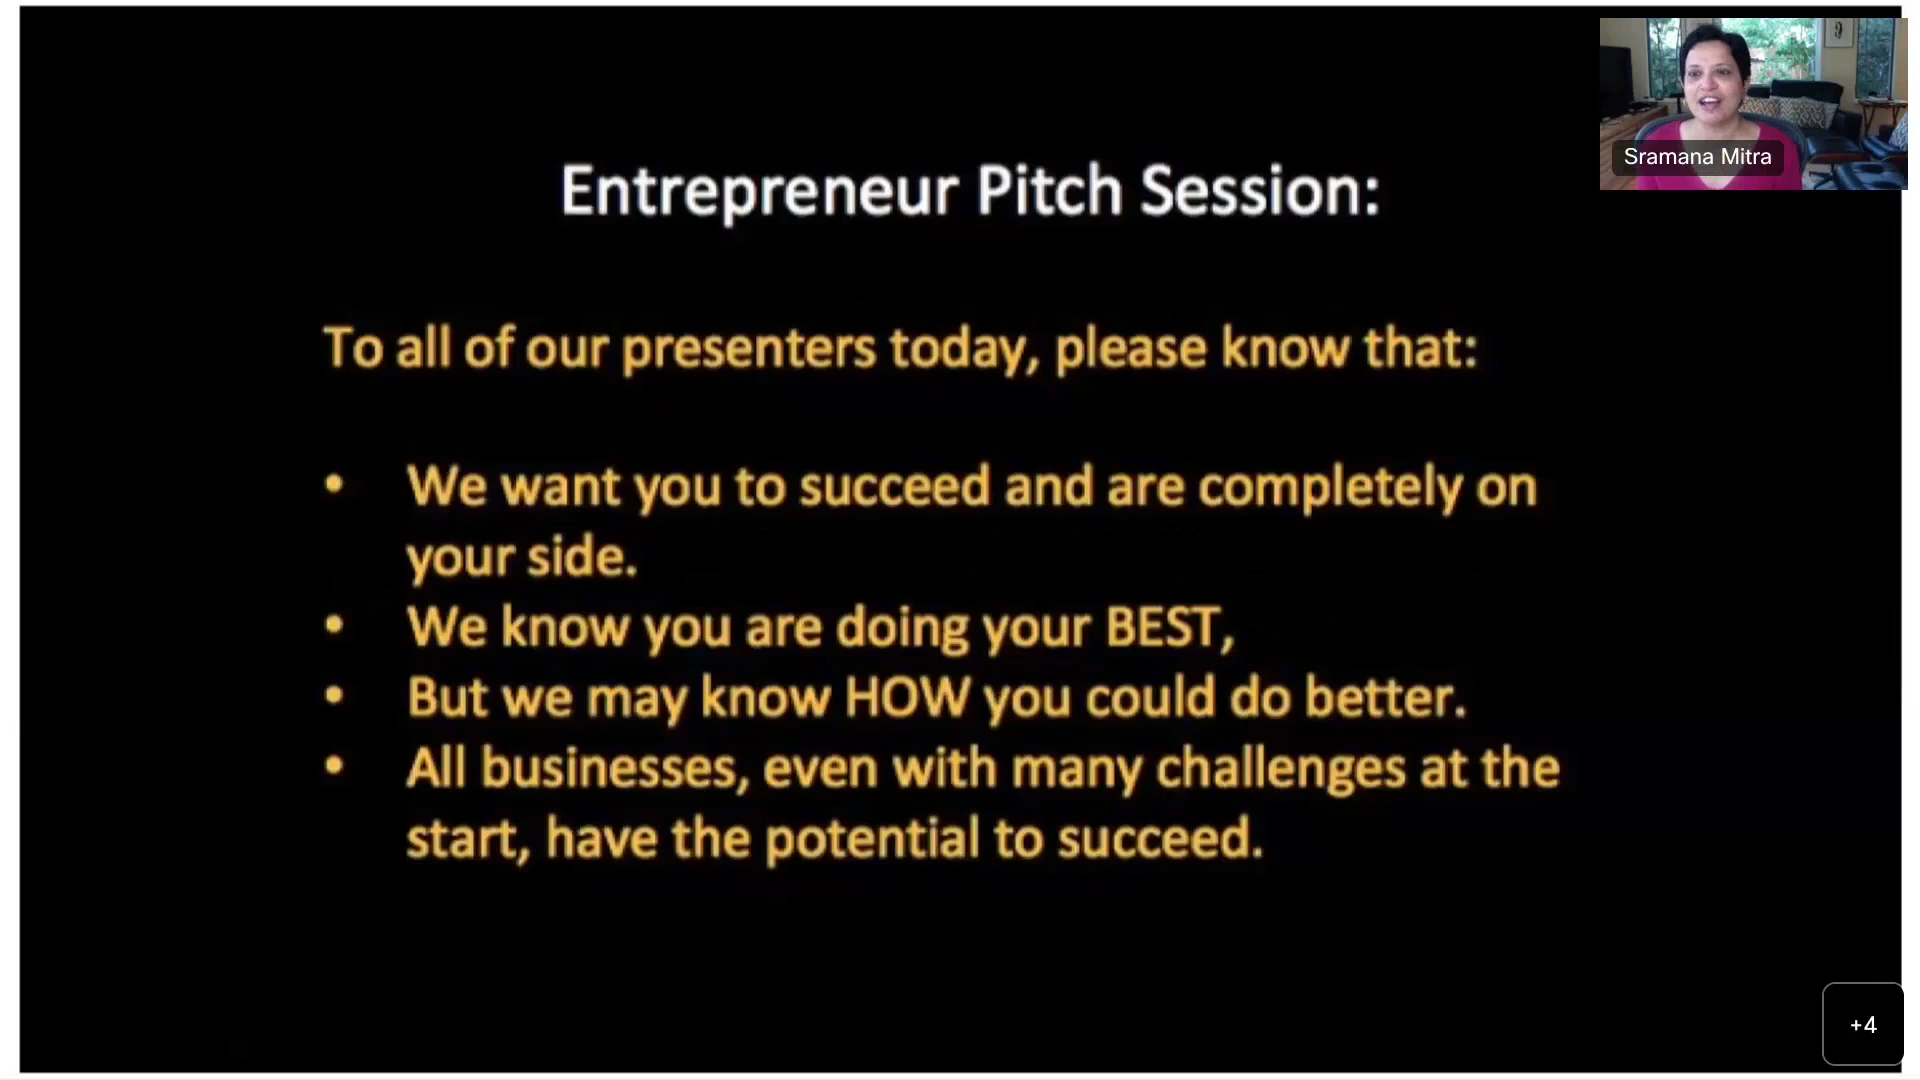 Sramana Mitra
Entrepreneur Pitch Session:
To all of our presenters today, please know that:
• We want you to succeed and are completely on
your side.
• We know you are doing your BEST,
• But we may know HOW you could do better.
• All businesses, even with many challenges at the
start, have the potential to succeed.
+4